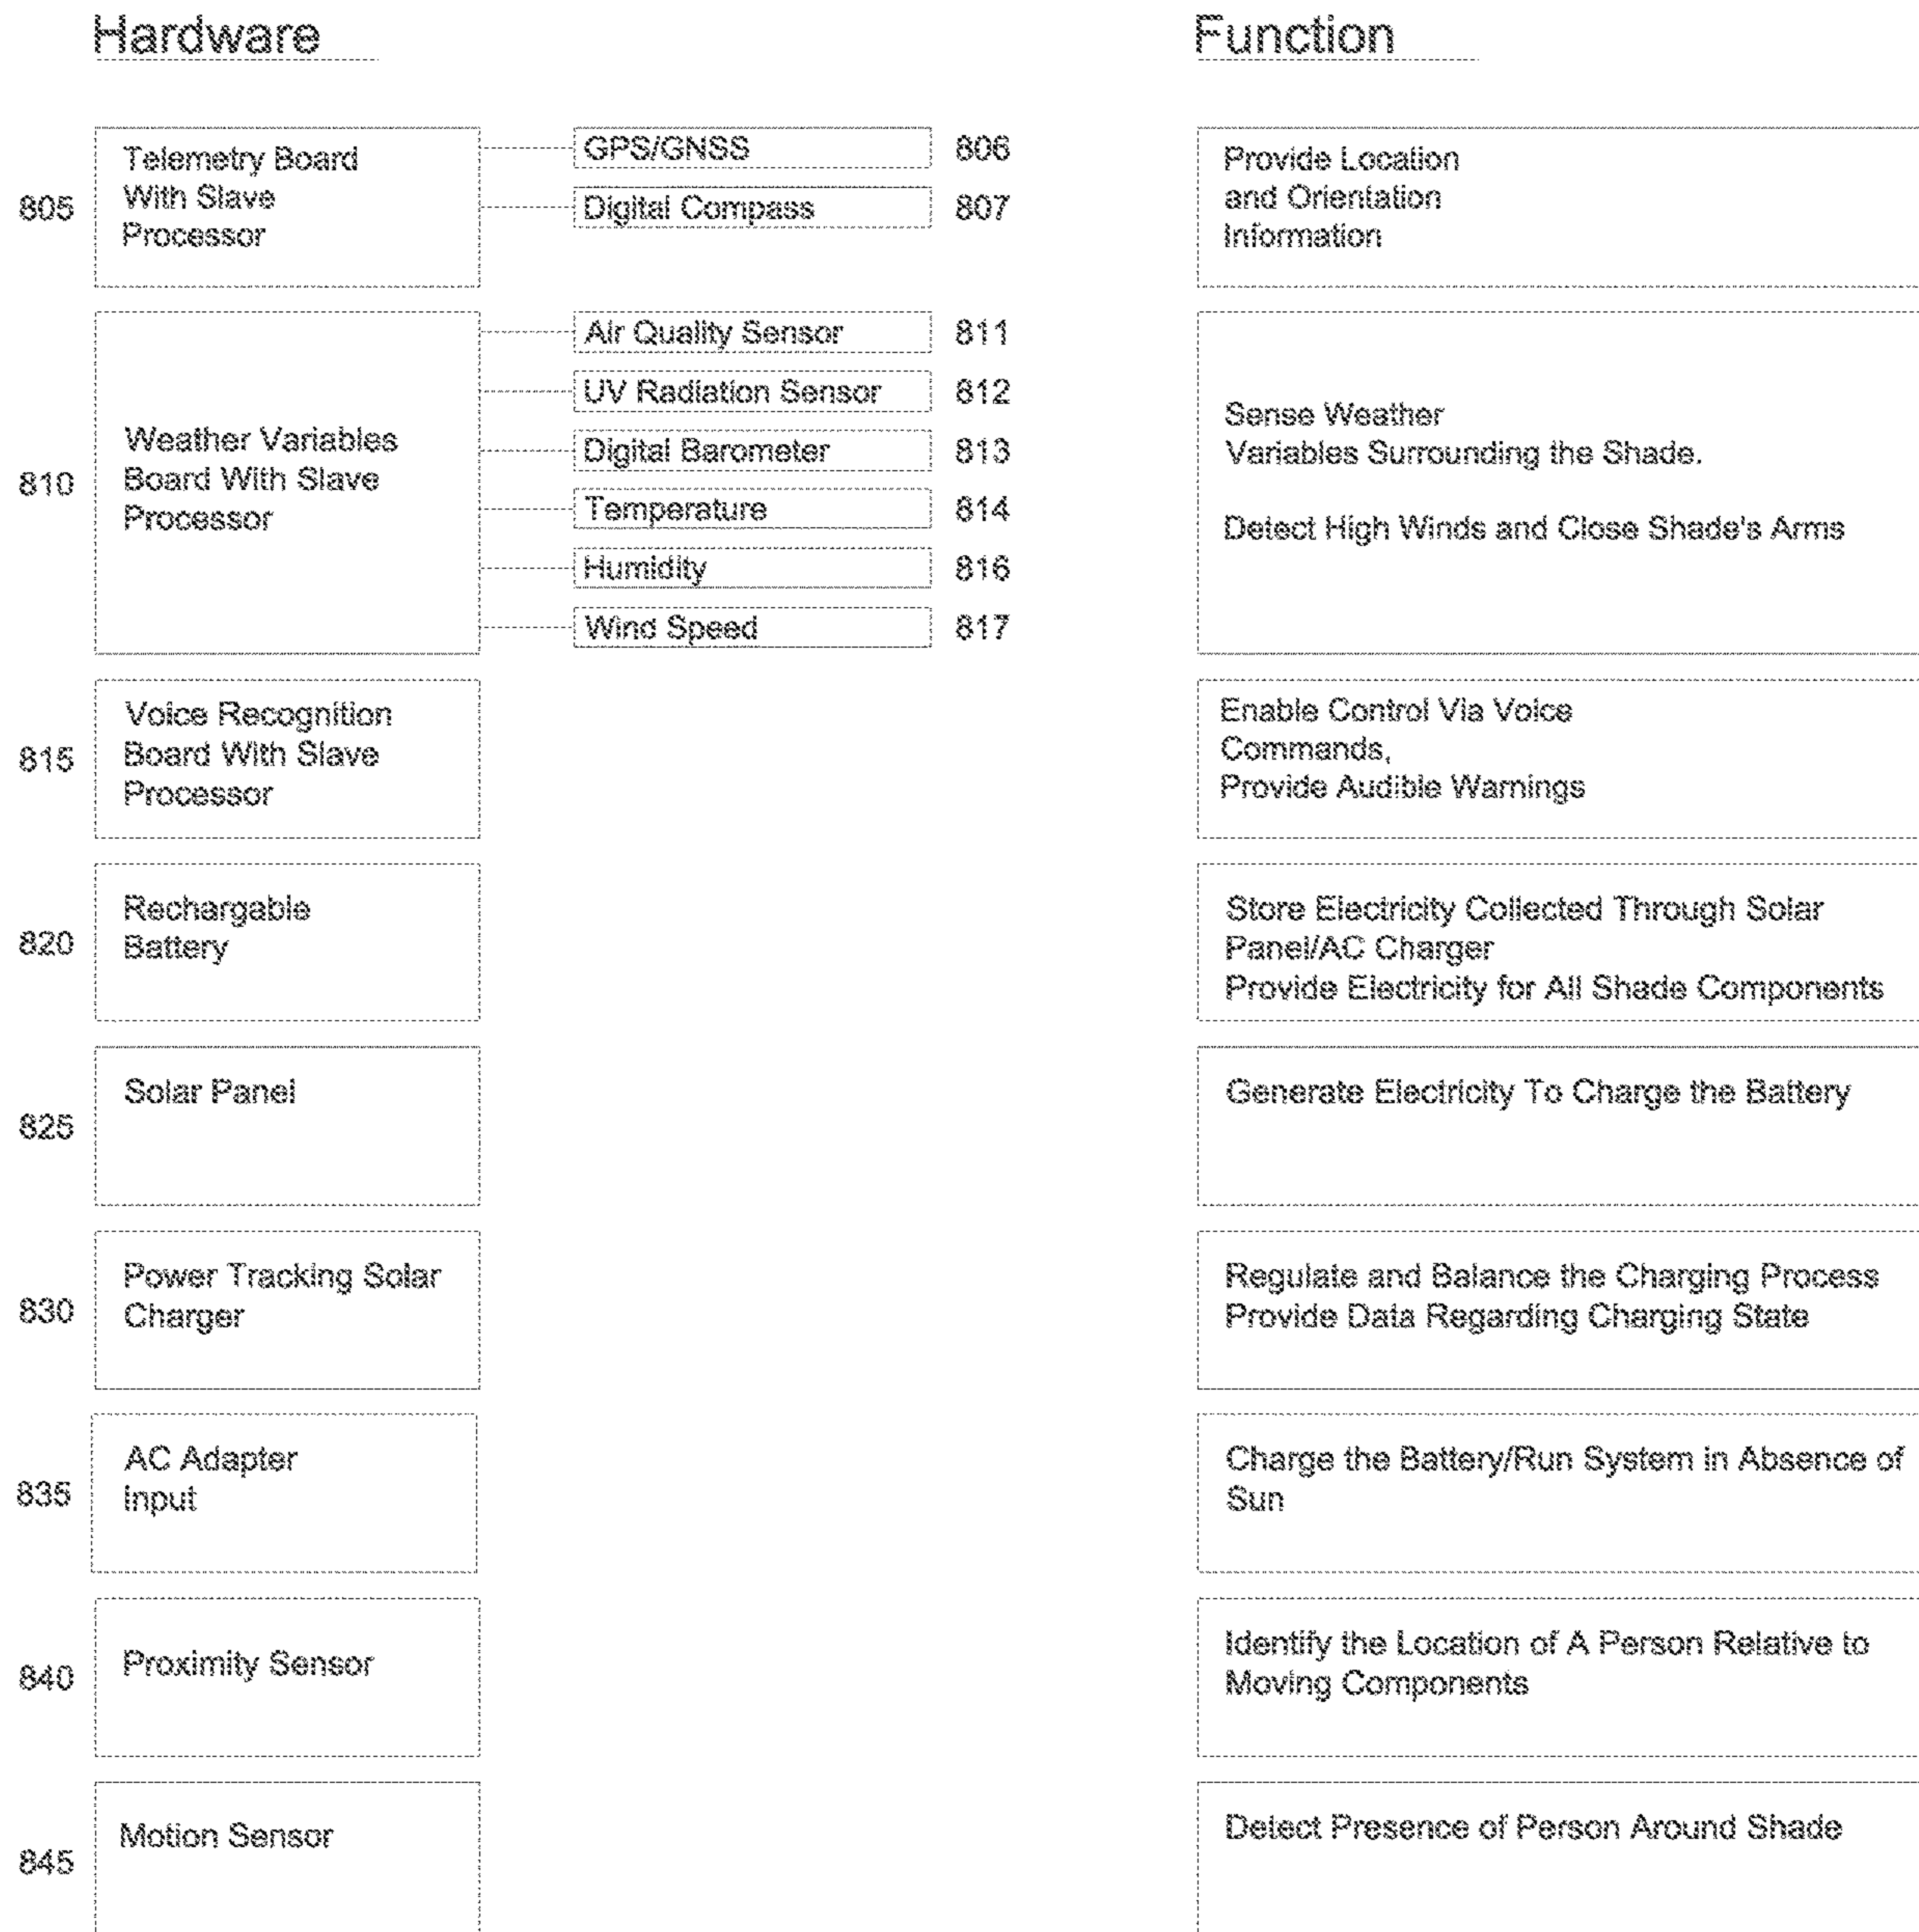 Hardware
Function
805
Telemetry Board
With Slave
Processor
GPS/GNSS
806
Digital Compass
807
Provide Location
and Orientation
Information
810
Weather Variables
Board With Slave
Processor
Air Quality Sensor
811
UV Radiation Sensor
812
Digital Barometer
813
Temperature
814
Humidity
816
Wind Speed
817
Sense Weather
Variables Surrounding the Shade.
Detect High Winds and Close Shade's Arms
815
Voice Recognition
Board With Slave
Processor
Enable Control Via Voice
Commands,
Provide Audible Warnings
820
Rechargable
Battery
Store Electricity Collected Through Solar
Panel/AC Charger
Provide Electricity for All Shade Components
825
Solar Panel
Generate Electricity To Charge the Battery
830
Power Tracking Solar
Charger
Regulate and Balance the Charging Process
Provide Data Regarding Charging State
835
AC Adapter
Input
Charge the Battery/Run System in Absence of
Sun
840
Proximity Sensor
Identify the Location of A Person Relative to
Moving Components
845
Motion Sensor
Detect Presence of Person Around Shade